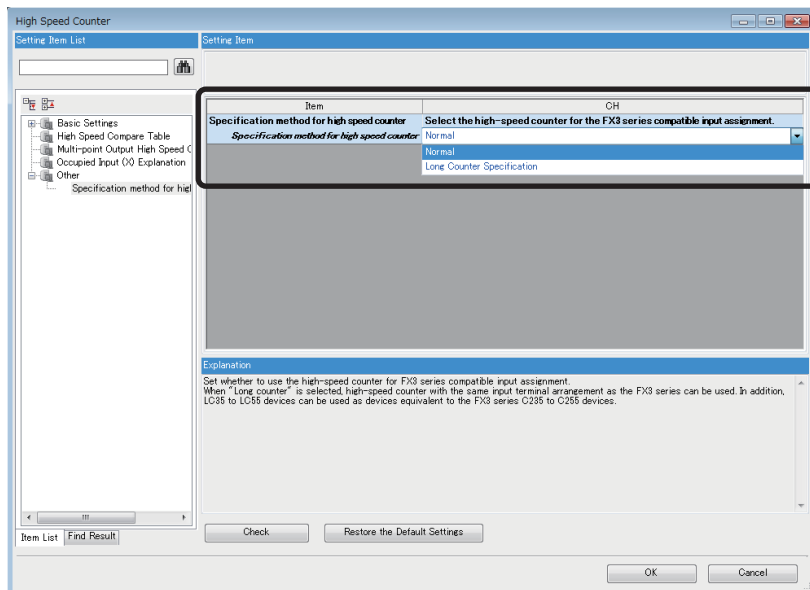 High Speed Counter
Setting Item List
Setting Item
Item
CH
Specification method for high speed counter
Select the high-speed counter for the FX3 series compatible input assignment.
Specification method for high speed counter
Normal
Normal
Long Counter Specification
Basic Settings
High Speed Compare Table
Multi-point Output High Speed C
Occupied Input (X) Explanation
Other
Specification method for higl
Explanation
Set whether to use the high-speed counter for FX3 series compatible input assignment.
When "Long counter" is selected, high-speed counter with the same input terminal arrangement as the FX3 series can be used. In addition,
LC35 to LC55 devices can be used as devices equivalent to the FX3 series C235 to C255 devices.
Item List
Find Result
Check
Restore the Default Settings
OK
Cancel